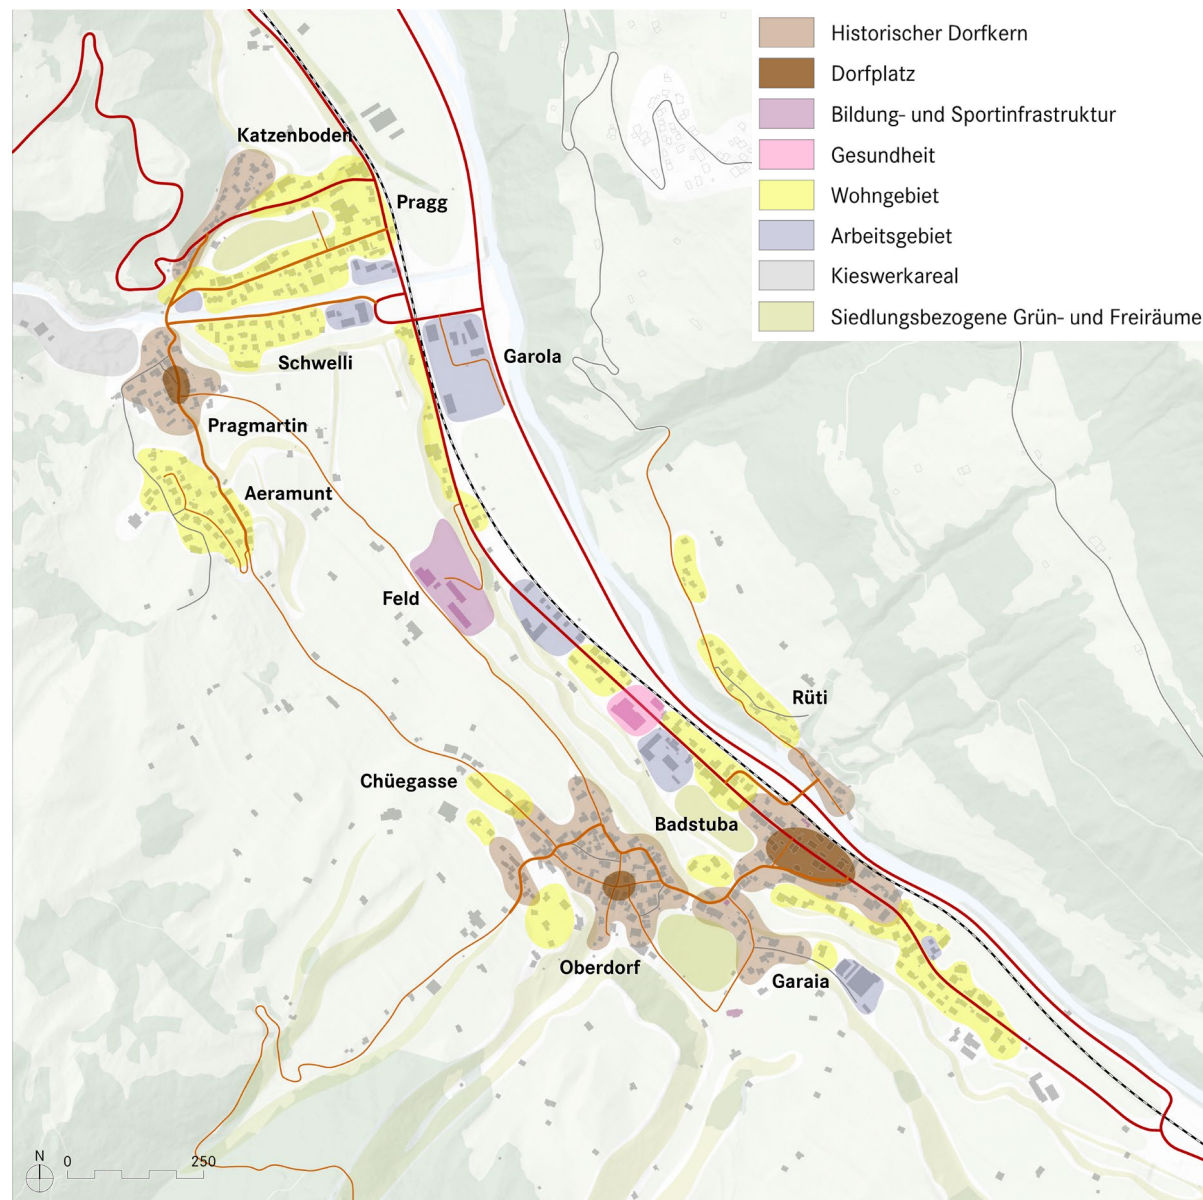 Historischer Dorfkern
Dorfplatz
Bildung- und Sportinfrastruktur
Gesundheit
Wohngebiet
Arbeitsgebiet
Kieswerkareal
Siedlungsbezogene Grün- und Freiräume
Katzenboden
Pragg
Garola
Schwelli
Pragmartin
Aeramunt
Feld
Rüti
Chüegasse
Badstuba
Oberdorf
Garaia
N
0 250